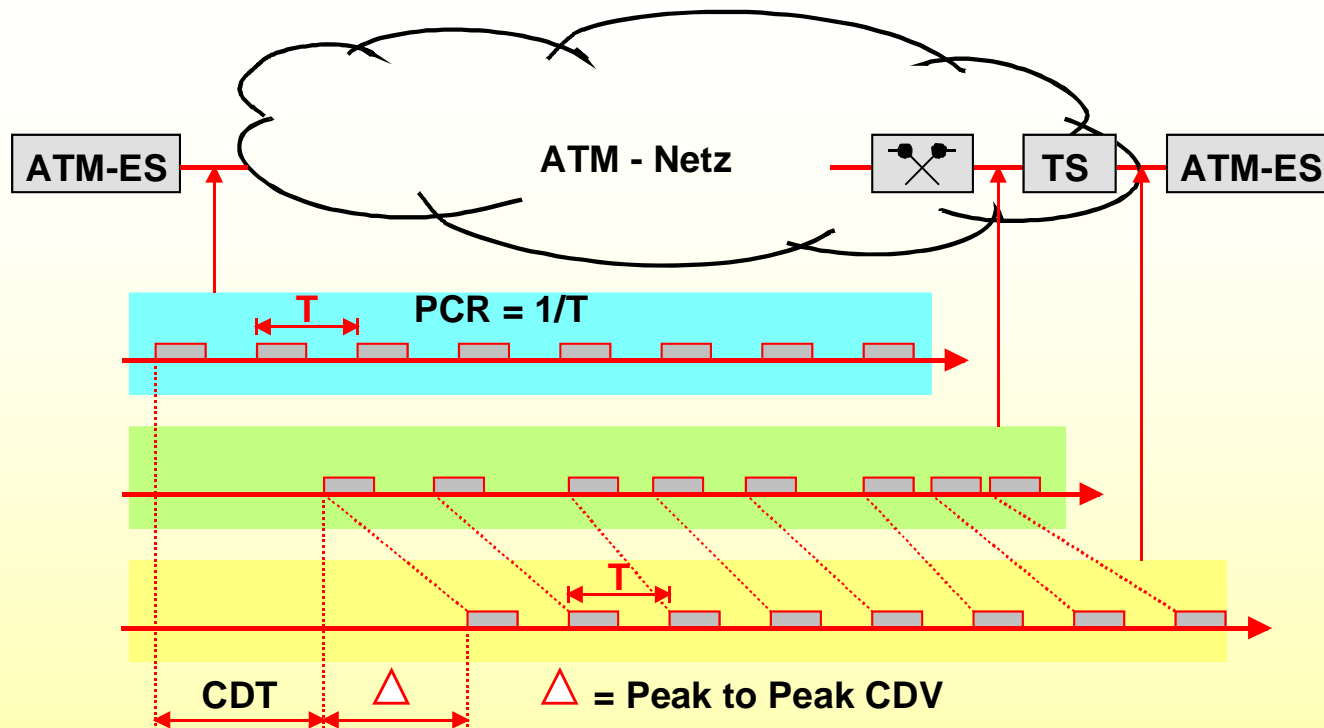 ATM-ES
ATM - Netz
TS
ATM-ES
T
PCR = 1/T
T
CDT
△
△ = Peak to Peak CDV